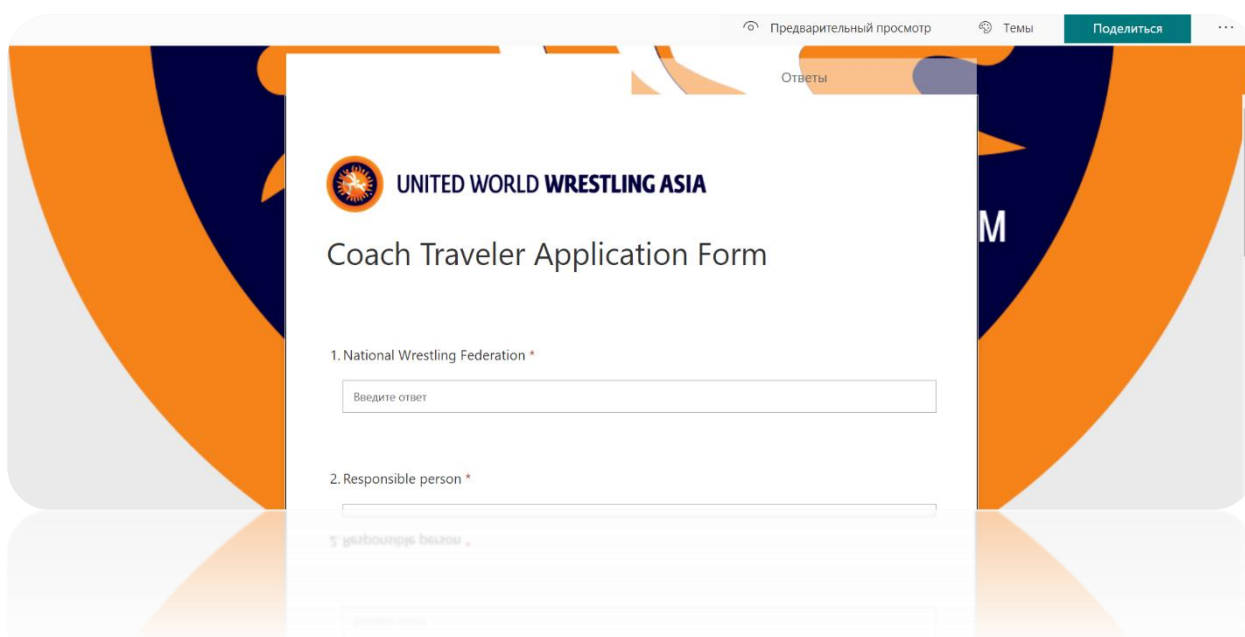 Предварительный просмотр Темы Поделиться ...
Ответы
UNITED WORLD WRESTLING ASIA
M
Coach Traveler Application Form
1. National Wrestling Federation *
Введите ответ
2. Responsible person *